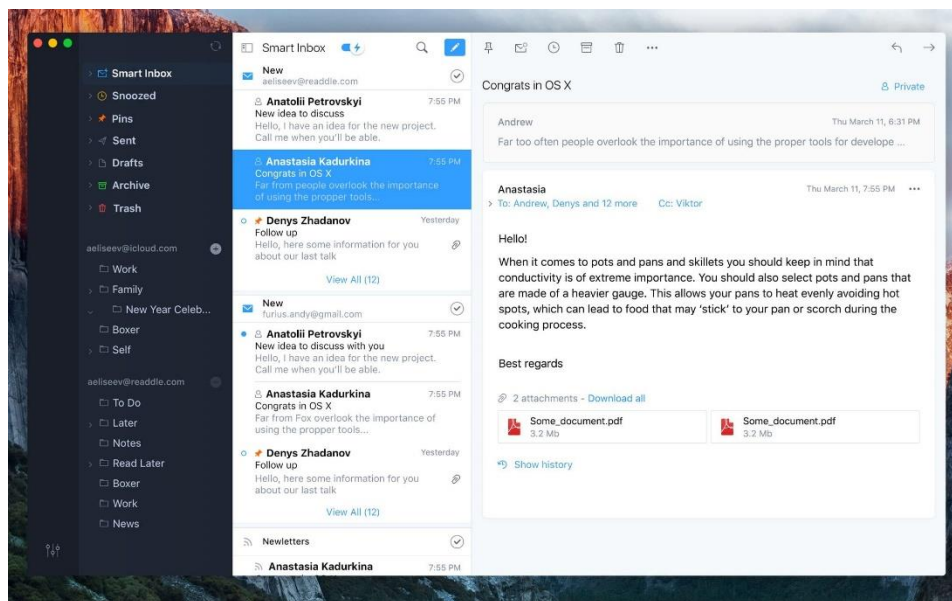 Smart Inbox
Snoozed
Pins
Sent
Drafts
Archive
Trash
aeliseev@icloud.com
Work
Family
New Year Celeb...
Boxer
Self
aeliseev@readdle.com
To Do
Later
Notes
Read Later
Boxer
Work
News
Smart Inbox
New
aeliseev@readdle.com
Anatolii Petrovskyi 7:55 PM
New idea to discuss
Hello, I have an idea for the new project.
Call me when you'll be able.
Anastasia Kadurkina 7:55 PM
Congrats in OS X
Far from people overlook the importance
of using the propper tools...
Denys Zhadanov Yesterday
Follow up
Hello, here some information for you
about our last talk
View All (12)
New
furius.andy@gmail.com
Anatolii Petrovskyi 7:55 PM
New idea to discuss with you
Hello, I have an idea for the new project.
Call me when you'll be able.
Anastasia Kadurkina 7:55 PM
Congrats in OS X
Far from Fox overlook the importance of
using the propper tools...
Denys Zhadanov Yesterday
Follow up
Hello, here some information for you
about our last talk
View All (12)
Newletters
Anastasia Kadurkina 7:55 PM
Congrats in OS X Private
Andrew Thu March 11, 6:31 PM
Far too often people overlook the importance of using the proper tools for develope ...
Anastasia Thu March 11, 7:55 PM
To: Andrew, Denys and 12 more Cc: Viktor
Hello!
When it comes to pots and pans and skillets you should keep in mind that
conductivity is of extreme importance. You should also select pots and pans that
are made of a heavier gauge. This allows your pans to heat evenly avoiding hot
spots, which can lead to food that may 'stick' to your pan or scorch during the
cooking process.
Best regards
2 attachments - Download all
Some_document.pdf Some_document.pdf
3.2 Mb 3.2 Mb
Show history